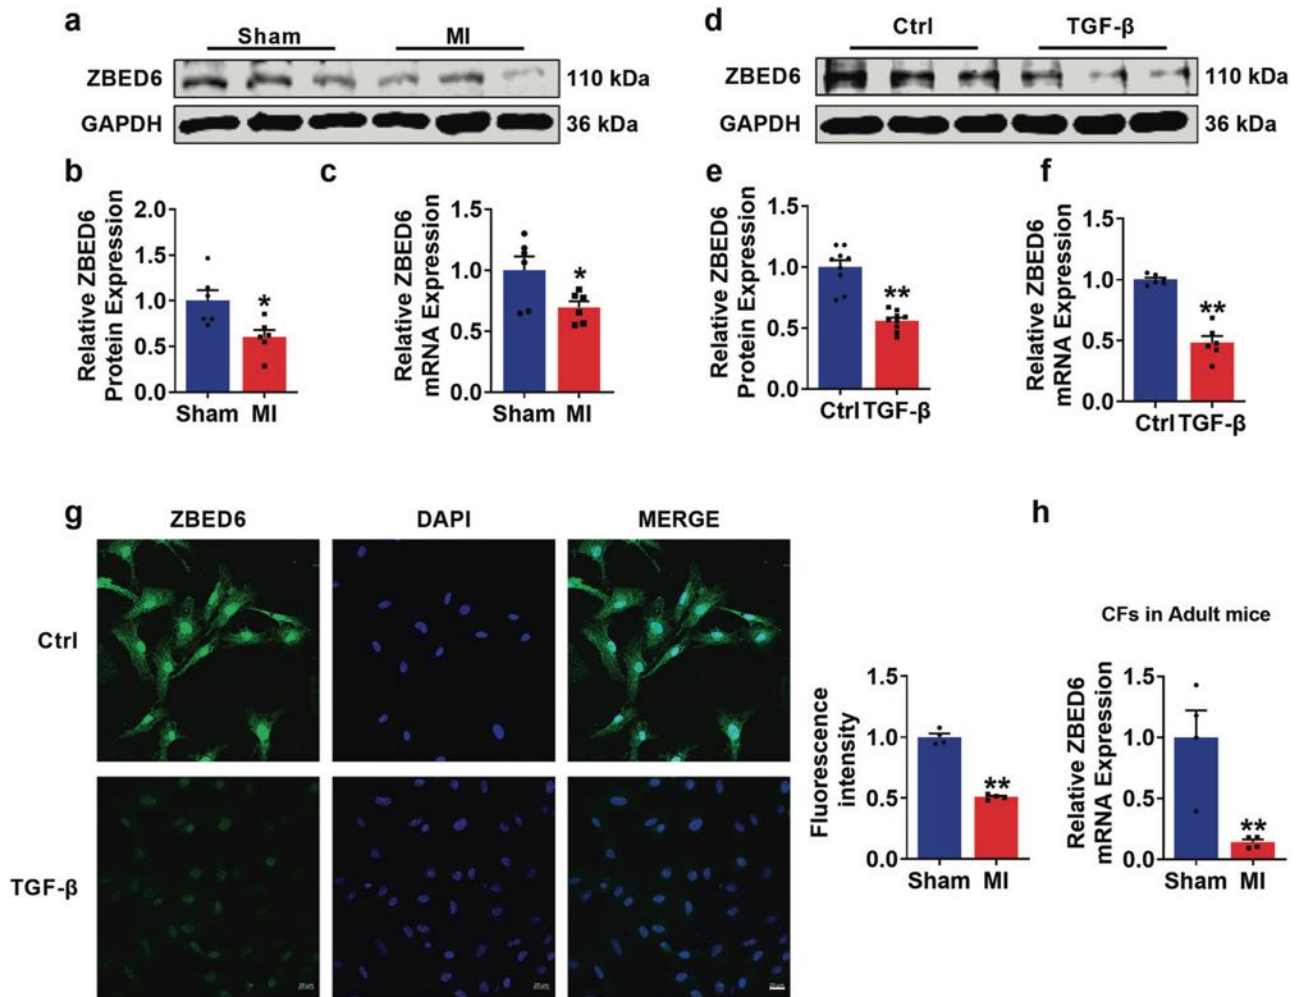 a
Sham MI
ZBED6 110 kDa
GAPDH 36 kDa
d
Ctrl TGF-β
ZBED6 110 kDa
GAPDH 36 kDa
b
Relative ZBED6
Protein Expression
2.0
1.5
1.0
0.5
0.0
*
Sham MI
c
Relative ZBED6
mRNA Expression
1.5
1.0
0.5
0.0
*
Sham MI
e
Relative ZBED6
Protein Expression
1.5
1.0
0.5
0.0
**
Ctrl TGF-β
f
Relative ZBED6
mRNA Expression
1.5
1.0
0.5
0.0
**
Ctrl TGF-β
g
ZBED6 DAPI MERGE
Ctrl
TGF-β
Fluorescence
intensity
1.5
1.0
0.5
0.0
**
Sham MI
h
CFs in Adult mice
Relative ZBED6
mRNA Expression
1.5
1.0
0.5
0.0
**
Sham MI